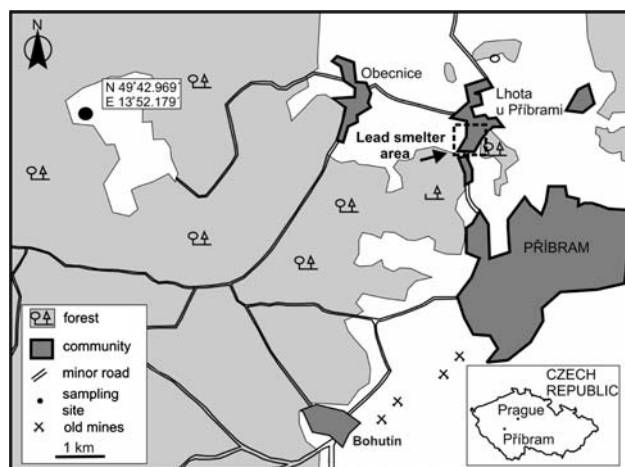 N
N 49°42.969'
E 13°52.179'
Obecnice
Lhota
u Příbrami
Lead smelter
area
PŘÍBRAM
forest
community
minor road
sampling
site
old mines
1 km
Bohutín
CZECH
REPUBLIC
Prague
Příbram